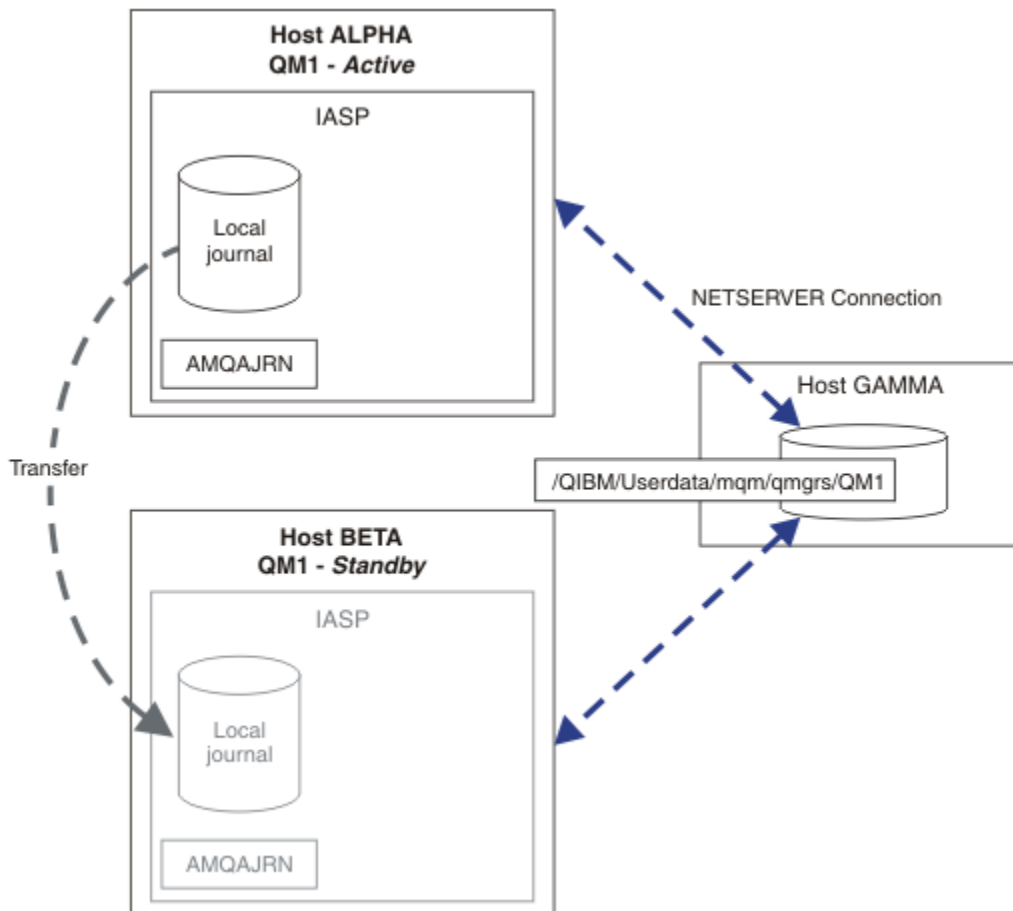 Host ALPHA
QM1 - Active
IASP
Local
journal
AMQAJRN
NETSERVER Connection
Host GAMMA
/QIBM/Userdata/mqm/qmgrs/QM1
Transfer
Host BETA
QM1 - Standby
IASP
Local
journal
AMQAJRN